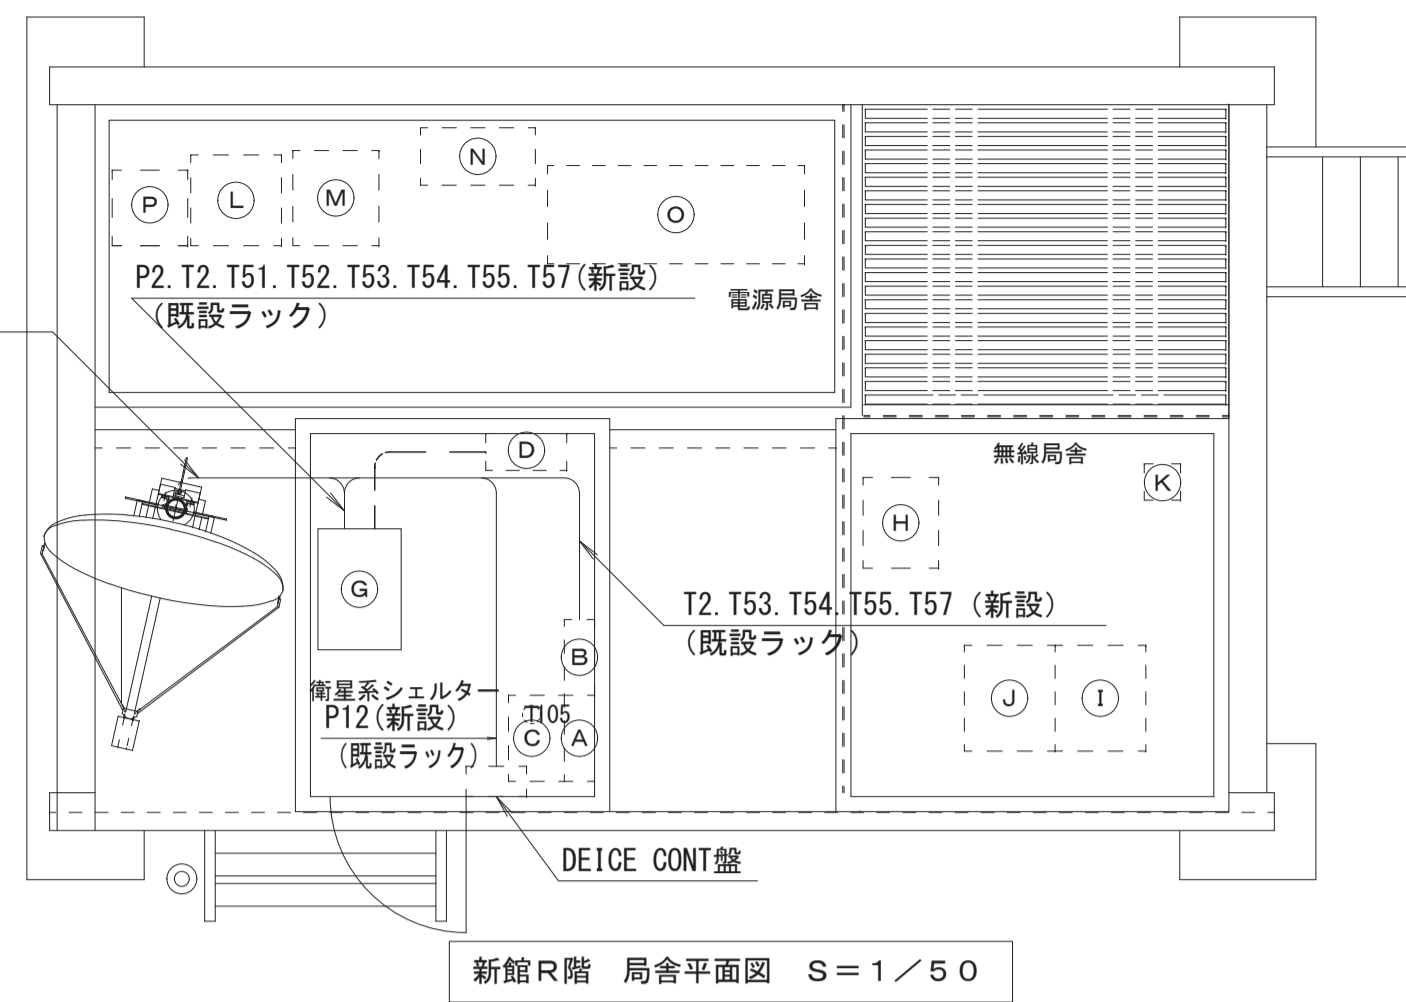 N
P
L
M
O
P2. T2. T51. T52. T53. T54. T55. T57(新設)
(既設ラック)
電源局舎
D
無線局舎
K
H
G
T2. T53. T54. T55. T57 (新設)
(既設ラック)
B
衛星系シェルター
P12(新設)
(既設ラック)
T105
C
A
J
I
DEICE CONT盤
新館R階 局舎平面図 S=1/50